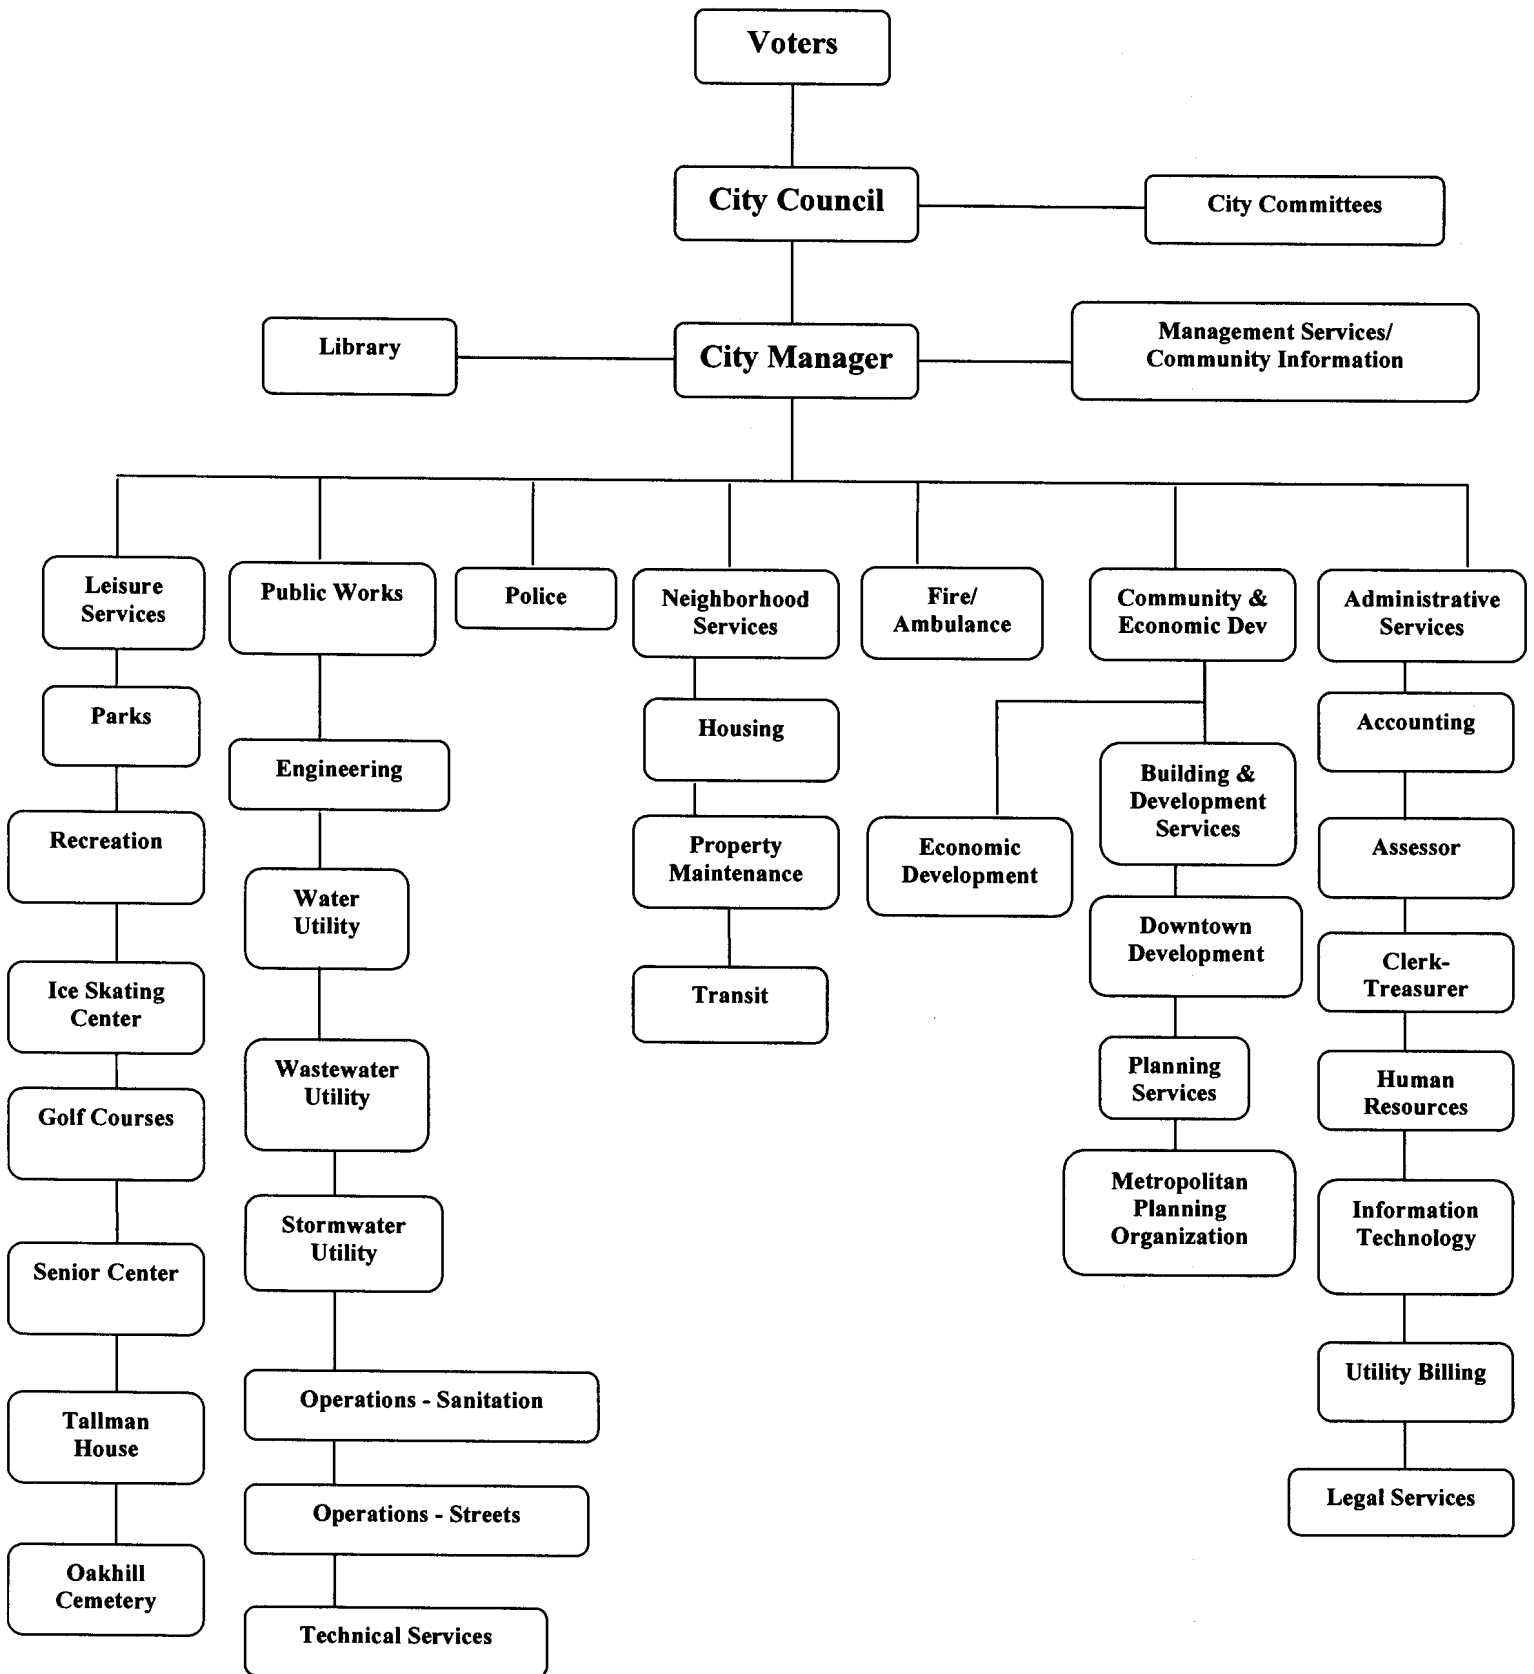 Voters
City Council
City Committees
Library
City Manager
Management Services/
Community Information
Leisure
Services
Public Works
Police
Neighborhood
Services
Fire/
Ambulance
Community &
Economic Dev
Administrative
Services
Parks
Recreation
Ice Skating
Center
Golf Courses
Senior Center
Tallman
House
Oakhill
Cemetery
Engineering
Water
Utility
Wastewater
Utility
Stormwater
Utility
Operations - Sanitation
Operations - Streets
Technical Services
Housing
Property
Maintenance
Transit
Economic
Development
Building &
Development
Services
Downtown
Development
Planning
Services
Metropolitan
Planning
Organization
Accounting
Assessor
Clerk-
Treasurer
Human
Resources
Information
Technology
Utility Billing
Legal Services